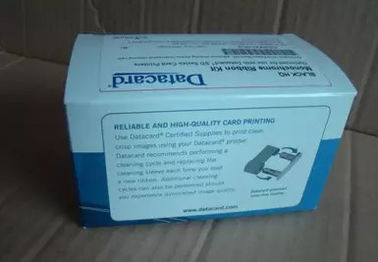 Datacard
Monochrome Ribbon Kit
BLACK HQ
RELIABLE AND HIGH-QUALITY CARD PRINTING
Use Datacard® Certified Supplies to print clean,
crisp images using your Datacard® printer.
Datacard recommends performing a
cleaning cycle and replacing the
cleaning sleeve each time you load
a new ribbon. Additional cleaning
cycles can also be performed should
you experience diminished image quality.
www.datacard.com